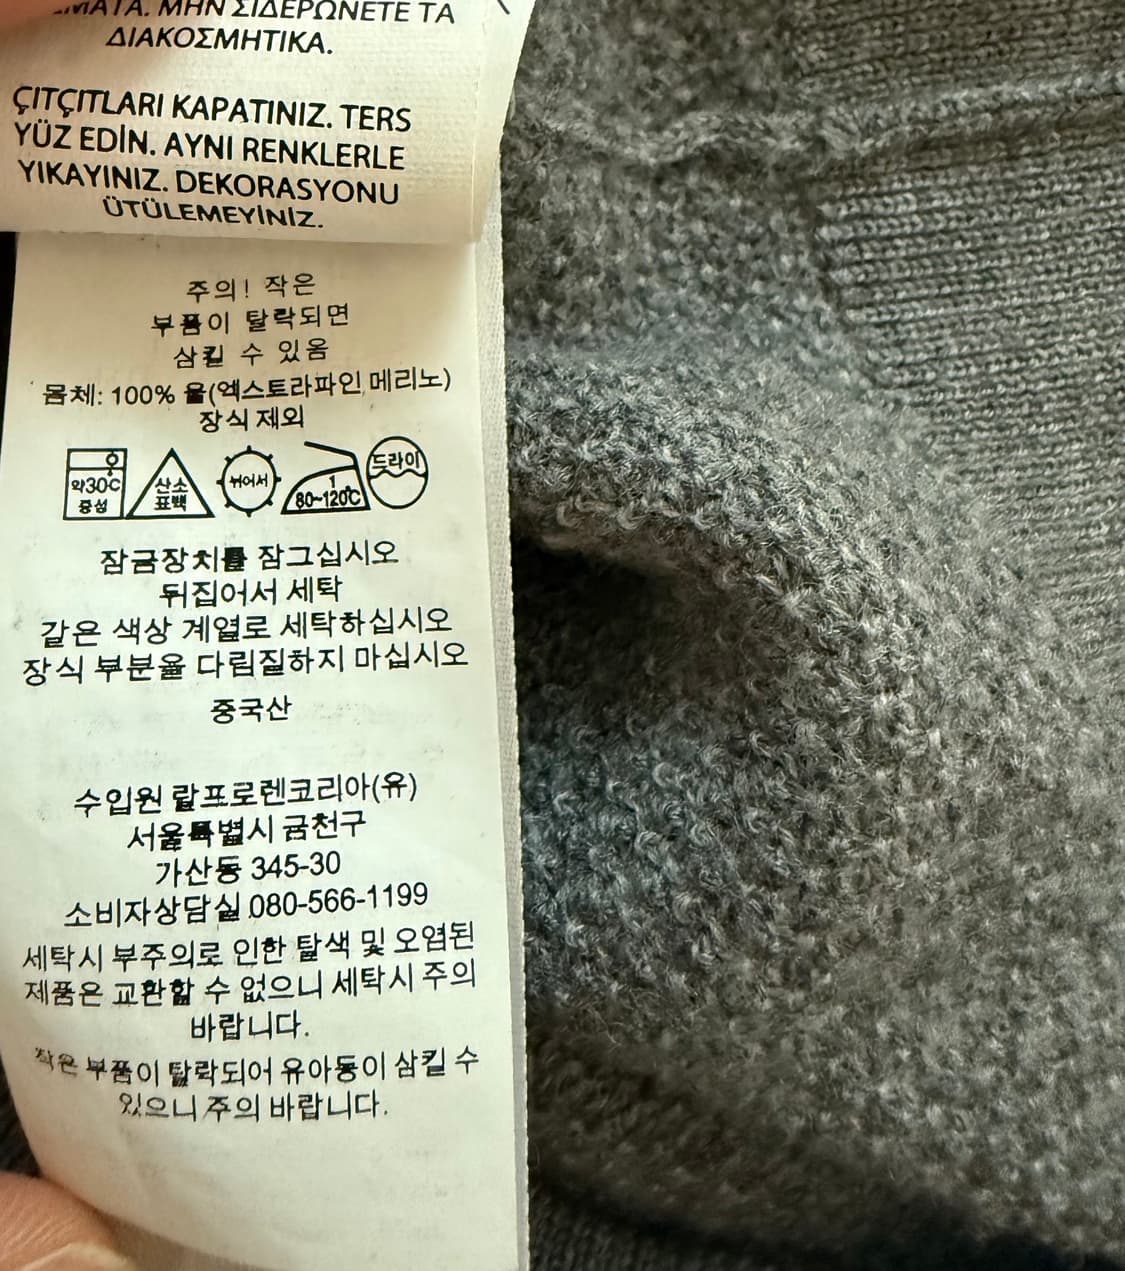 ΜΗΝ ΣΙΔΕΡΩΝΕΤΕ ΤΑ
ΔΙΑΚΟΣΜΗΤΙΚΑ.
ÇITÇITLARI KAPATINIZ. TERS
YÜZ EDİN. AYNI RENKLERLE
YIKAYINIZ. DEKORASYONU
ÜTÜLEMEYİNİZ.
주의! 작은
부품이 탈락되면
삼킬 수 있음
몸체: 100% 울(엑스트라파인 메리노)
장식 제외
약30℃
중성
산소
표백
뉘어서
1
80~120℃
드라이
잠금장치를 잠그십시오
뒤집어서 세탁
같은 색상 계열로 세탁하십시오
장식 부분을 다림질하지 마십시오
중국산
수입원 랄프로렌코리아(유)
서울특별시 금천구
가산동 345-30
소비자상담실 080-566-1199
세탁시 부주의로 인한 탈색 및 오염된
제품은 교환할 수 없으니 세탁시 주의
바랍니다.
작은 부품이 탈락되어 유아동이 삼킬 수
있으니 주의 바랍니다.